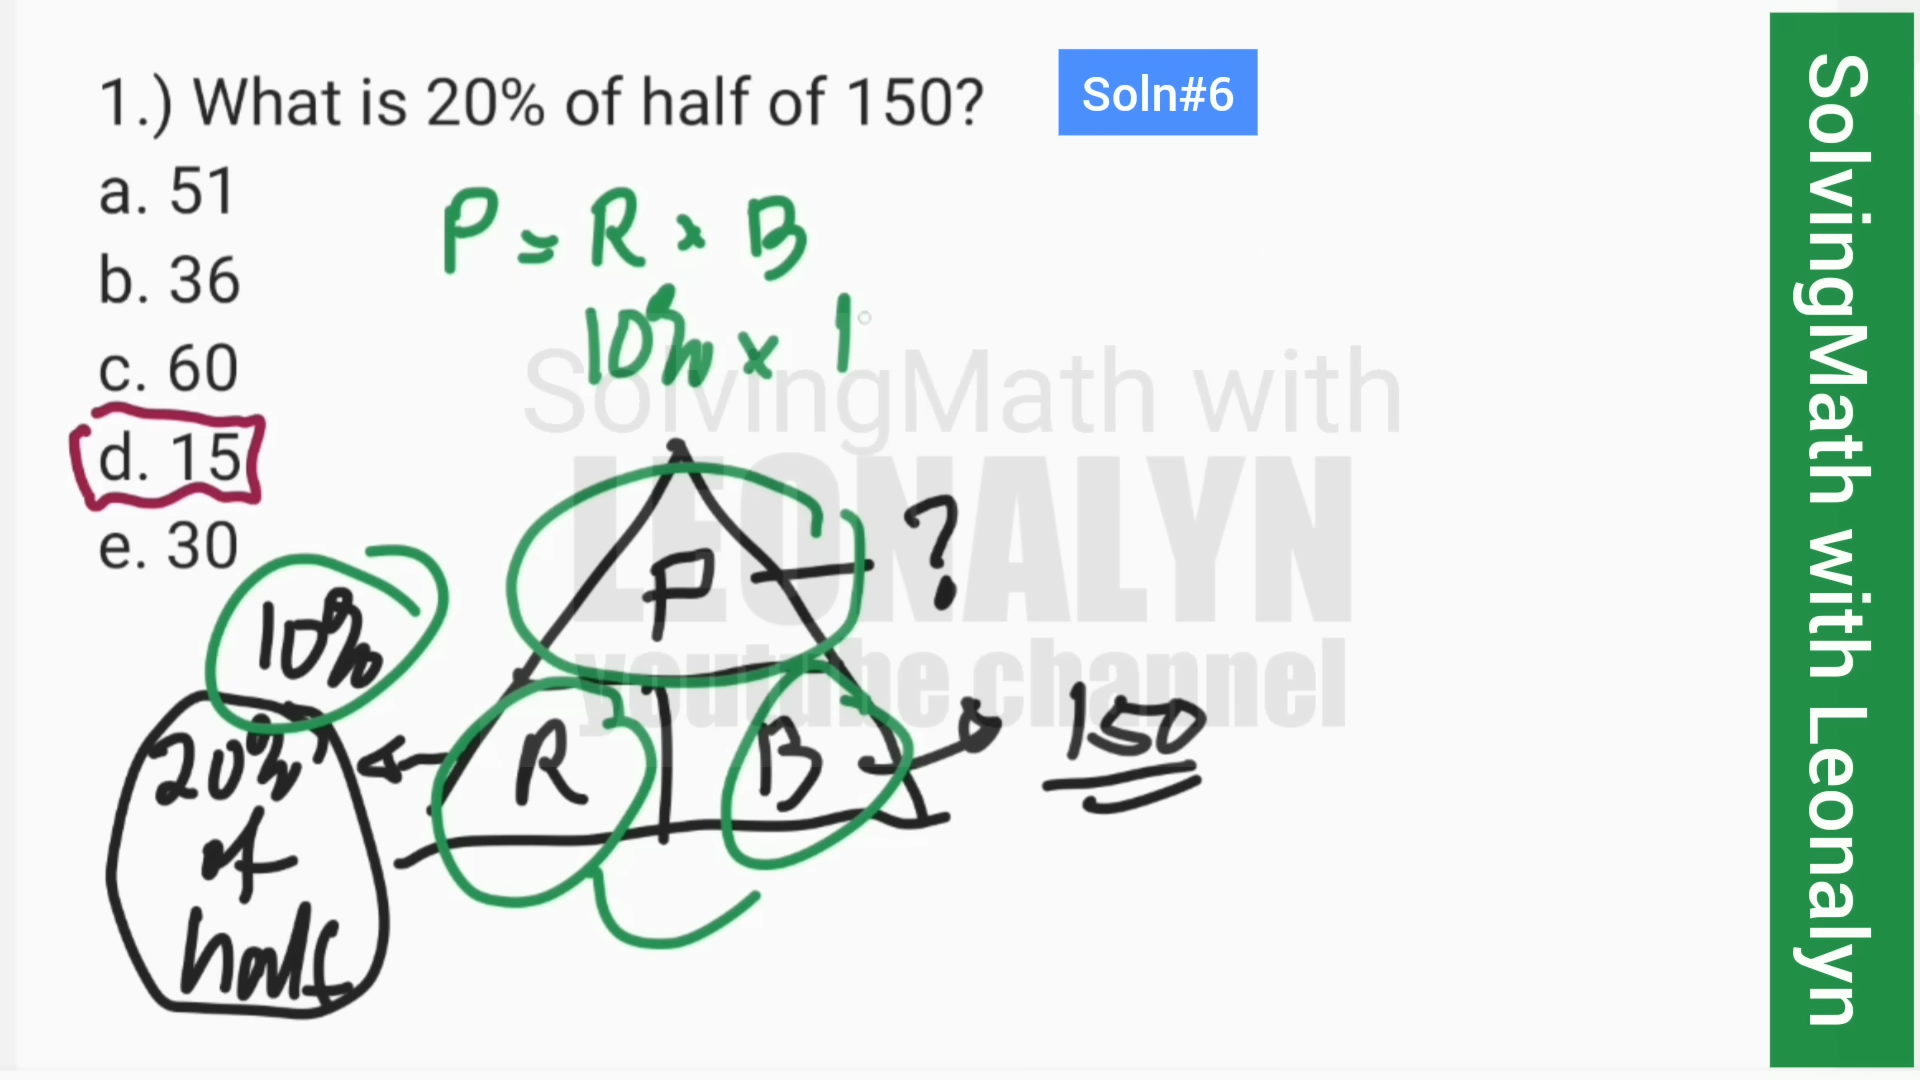 1.) What is 20% of half of 150?
Soln#6
a. 51
b. 36
c. 60
d. 15
e. 30
P = R x B
10% x 1
SolvingMath with
LEONALYN
youtube channel
P
?
10%
20%
of
half
R
B
150
SolvingMath with Leonalyn